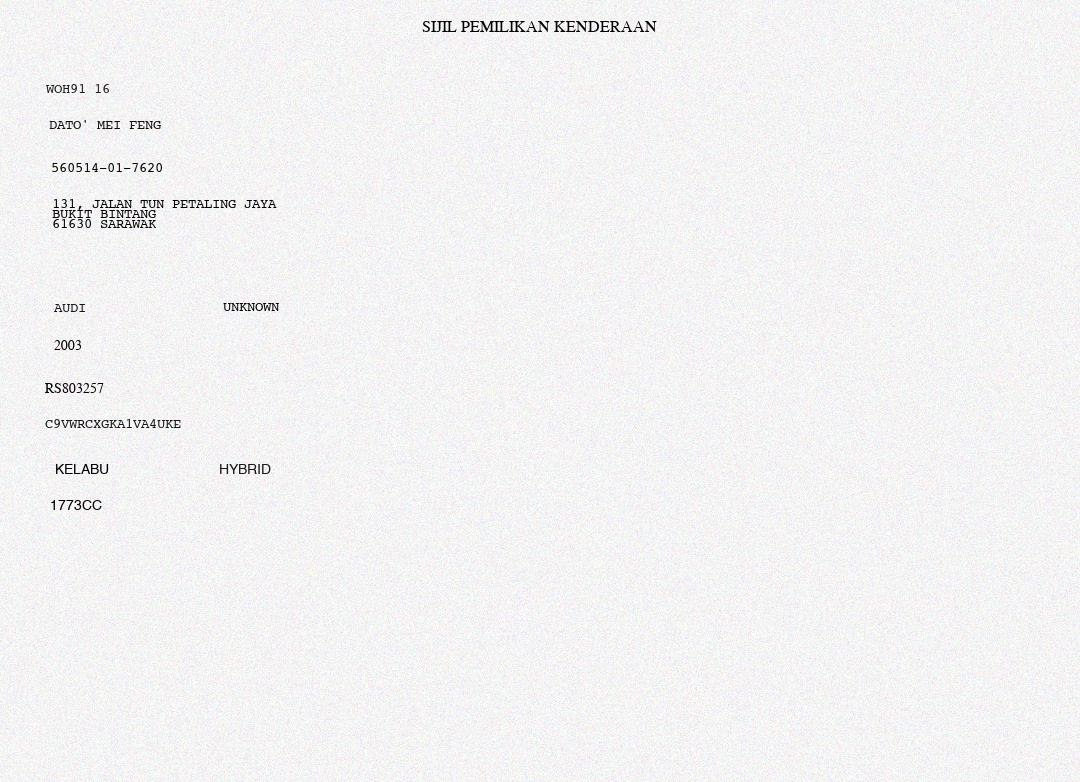 SIJIL PEMILIKAN KENDERAAN
WOH91 16
DATO' MEI FENG
560514-01-7620
131, JALAN TUN PETALING JAYA
BUKIT BINTANG
61630 SARAWAK
AUDI UNKNOWN
2003
RS803257
C9VWRCXGKA1VA4UKE
KELABU HYBRID
1773CC